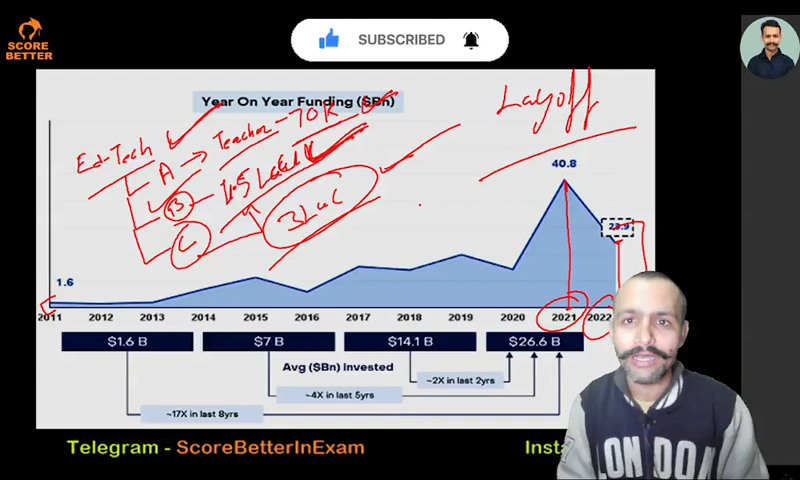 SCORE
BETTER
SUBSCRIBED
Year On Year Funding ($Bn)
Layoff
Ed-Tech
A → Teacher - 70K
B - 1.5 Lakh
C
3 Lac
40.8
23.9
1.6
2011 2012 2013 2014 2015 2016 2017 2018 2019 2020 2021 2022
$1.6 B $7 B $14.1 B $26.6 B
Avg ($Bn) Invested
~2X in last 2yrs
~4X in last 5yrs
~17X in last 8yrs
Telegram - ScoreBetterInExam
Insta
LONDON